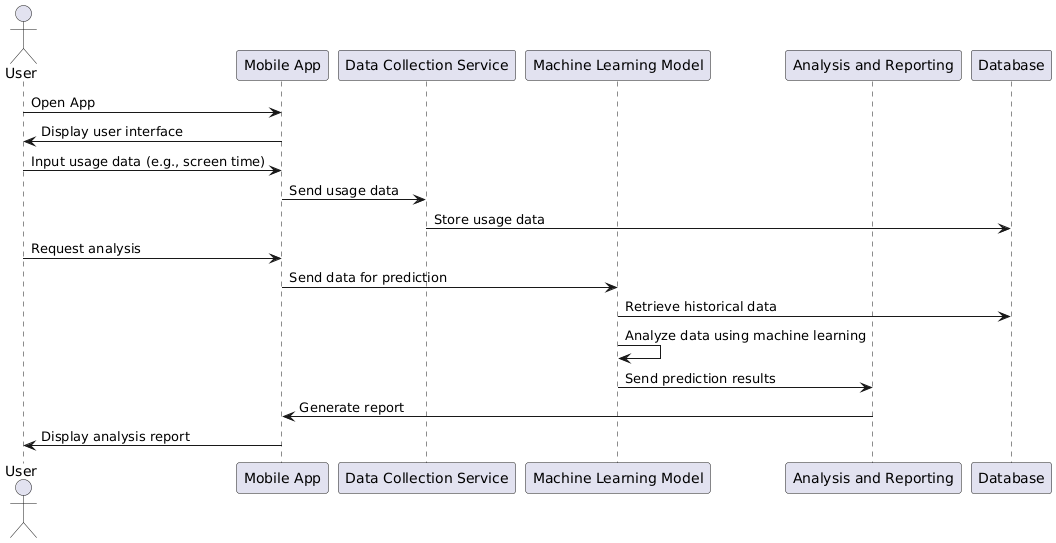 User
Mobile App
Data Collection Service
Machine Learning Model
Analysis and Reporting
Database
Open App
Display user interface
Input usage data (e.g., screen time)
Send usage data
Store usage data
Request analysis
Send data for prediction
Retrieve historical data
Analyze data using machine learning
Send prediction results
Generate report
Display analysis report
User
Mobile App
Data Collection Service
Machine Learning Model
Analysis and Reporting
Database